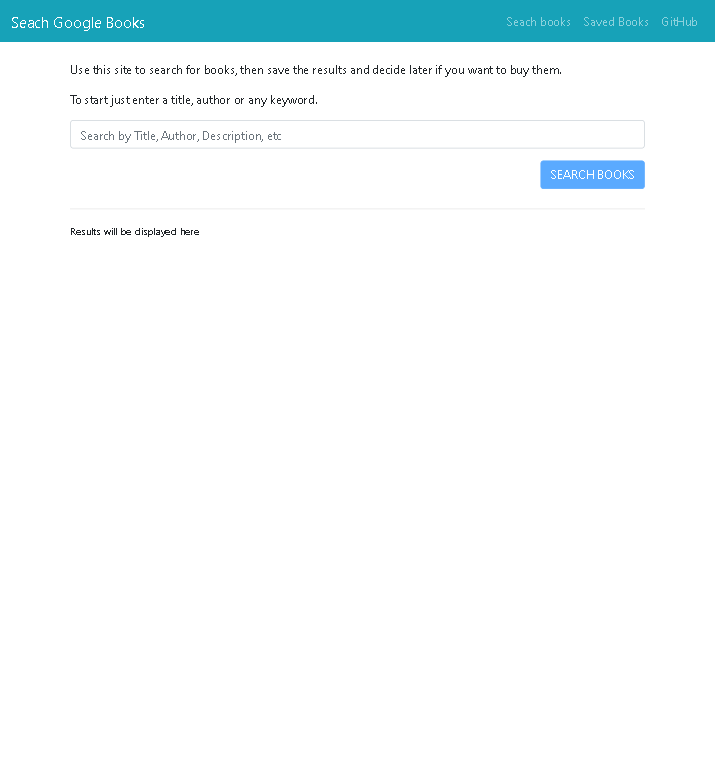 Seach Google Books
Seach books Saved Books GitHub
Use this site to search for books, then save the results and decide later if you want to buy them.
To start just enter a title, author or any keyword.
Search by Title, Author, Description, etc
SEARCH BOOKS
Results will be displayed here